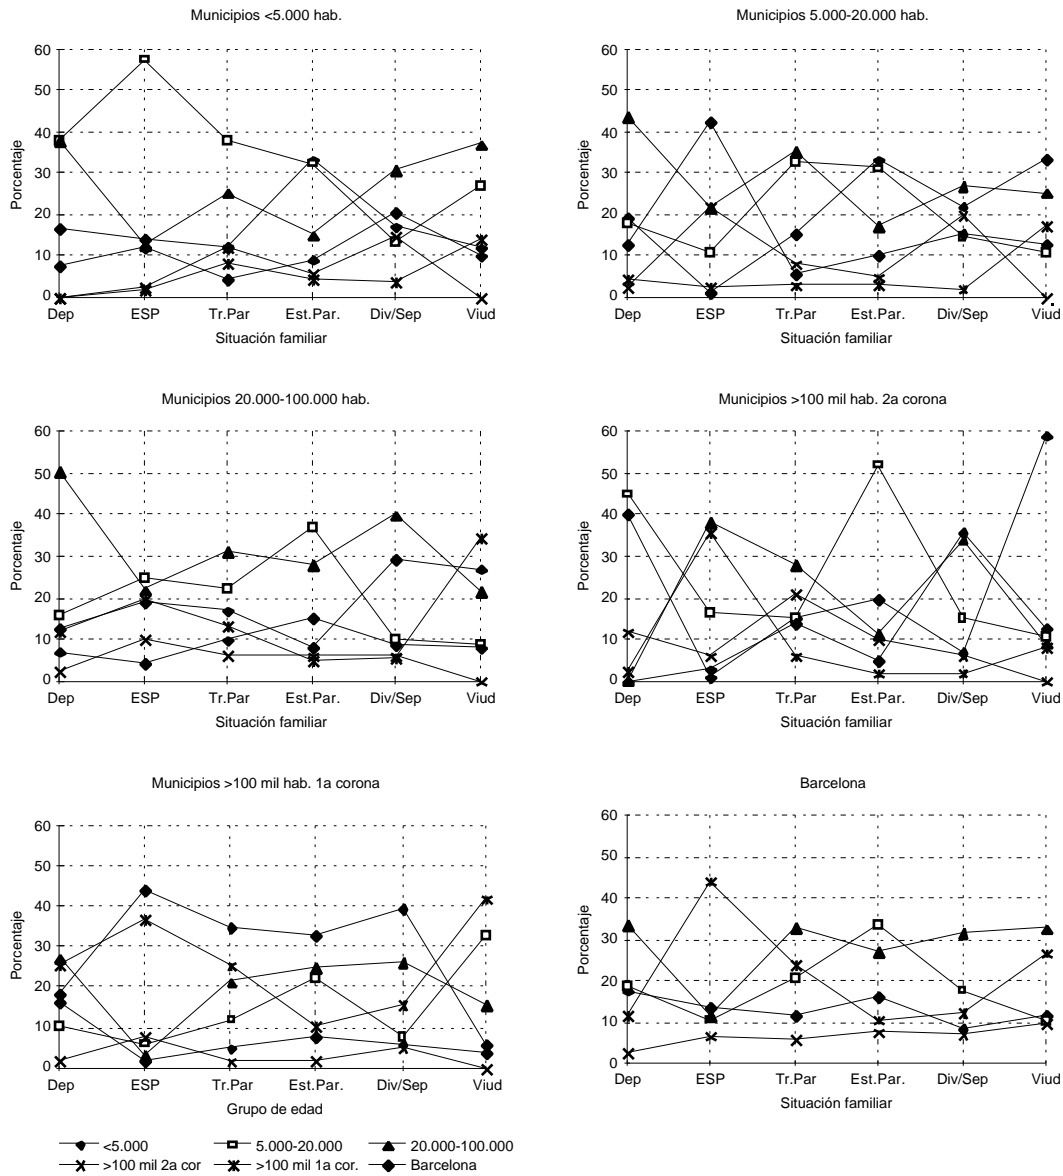 Municipios <5.000 hab.
60
50
40
30
20
10
0
Porcentaje
Dep ESP Tr.Par Est.Par. Div/Sep Viud
Situación familiar
Municipios 5.000-20.000 hab.
60
50
40
30
20
10
0
Porcentaje
Dep ESP Tr.Par Est.Par. Div/Sep Viud
Situación familiar
Municipios 20.000-100.000 hab.
60
50
40
30
20
10
0
Porcentaje
Dep ESP Tr.Par Est.Par. Div/Sep Viud
Situación familiar
Municipios >100 mil hab. 2a corona
60
50
40
30
20
10
0
Porcentaje
Dep ESP Tr.Par Est.Par. Div/Sep Viud
Situación familiar
Municipios >100 mil hab. 1a corona
60
50
40
30
20
10
0
Porcentaje
Dep ESP Tr.Par Est.Par. Div/Sep Viud
Grupo de edad
Barcelona
60
50
40
30
20
10
0
Porcentaje
Dep ESP Tr.Par Est.Par. Div/Sep Viud
Situación familiar
<5.000 5.000-20.000 20.000-100.000
>100 mil 2a cor >100 mil 1a cor. Barcelona